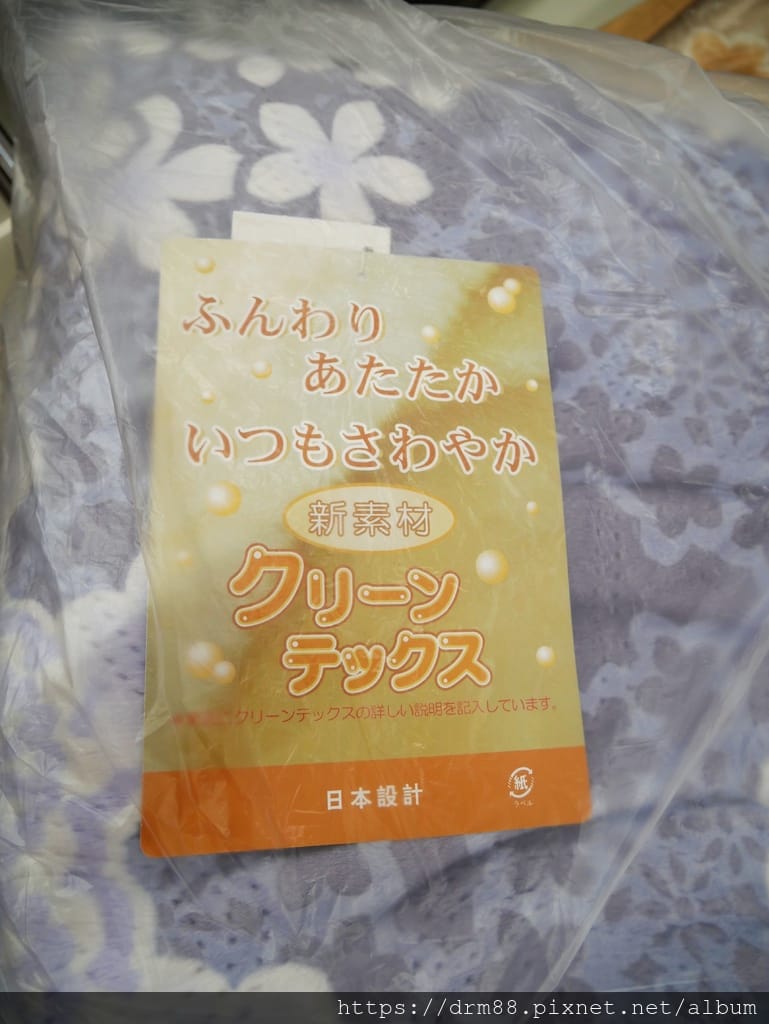 ふんわり
あたたか
いつもさわやか
新素材
クリーン
テックス
クリーンテックスの詳しい説明を記入しています。
日本設計
紙
ラベル
https://drm88.pixnet.net/album